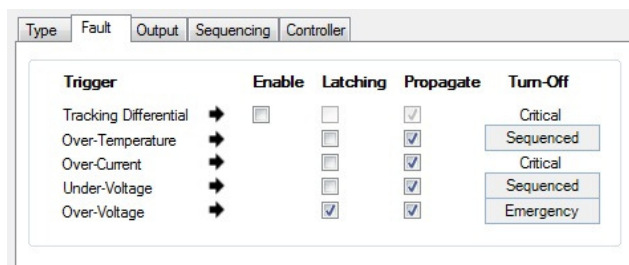 Type Fault Output Sequencing Controller
Trigger Enable Latching Propagate Turn-Off
Tracking Differential Critical
Over-Temperature Sequenced
Over-Current Critical
Under-Voltage Sequenced
Over-Voltage Emergency